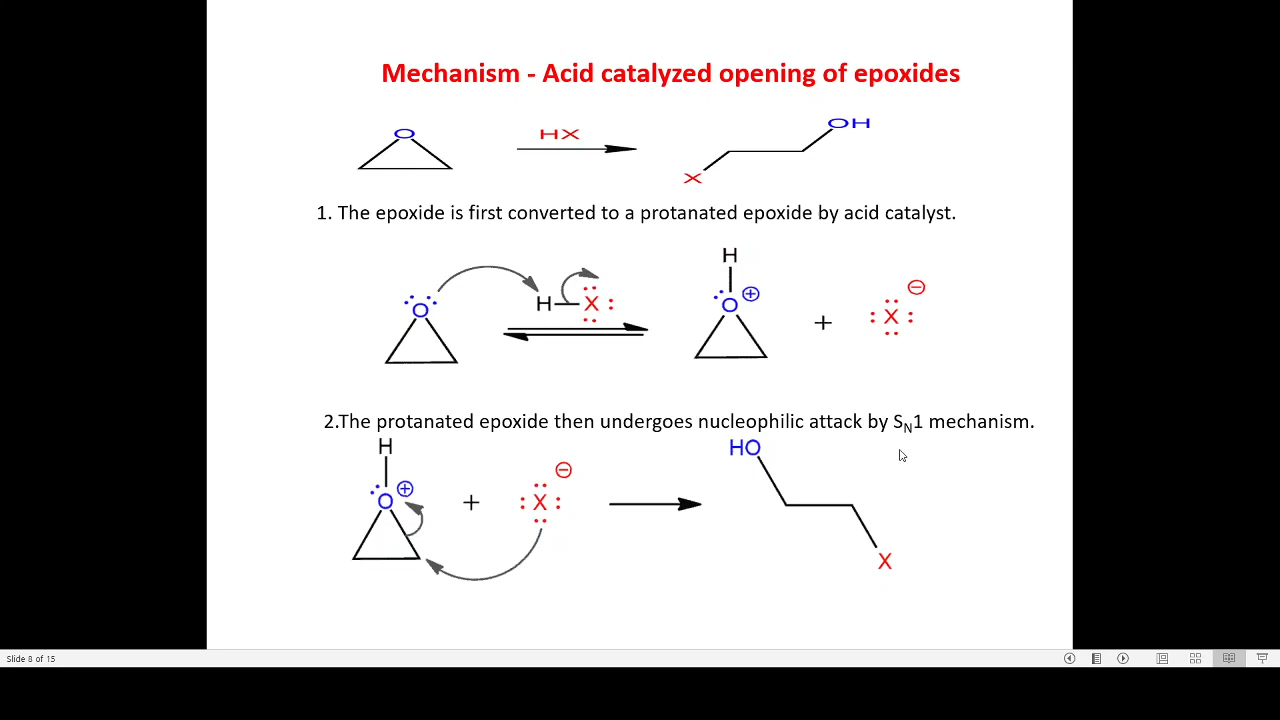 Mechanism - Acid catalyzed opening of epoxides
O
HX
OH
X
1. The epoxide is first converted to a protanated epoxide by acid catalyst.
H
O
H X
O ⊕
+
X ⊖
2.The protanated epoxide then undergoes nucleophilic attack by SN1 mechanism.
H
O ⊕
+
X ⊖
HO
X
Slide 8 of 15